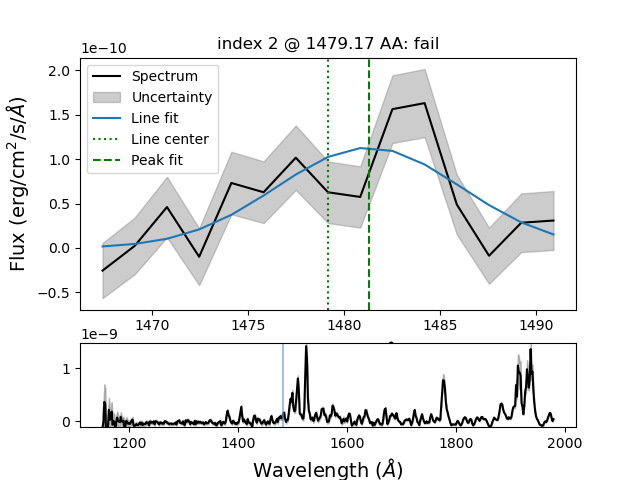 index 2 @ 1479.17 AA: fail
1e−10
2.0
1.5
1.0
0.5
0.0
−0.5
Flux (erg/cm2/s/Å)
Spectrum
Uncertainty
Line fit
Line center
Peak fit
1470 1475 1480 1485 1490
1e−9
1
0
1200 1400 1600 1800 2000
Wavelength (Å)